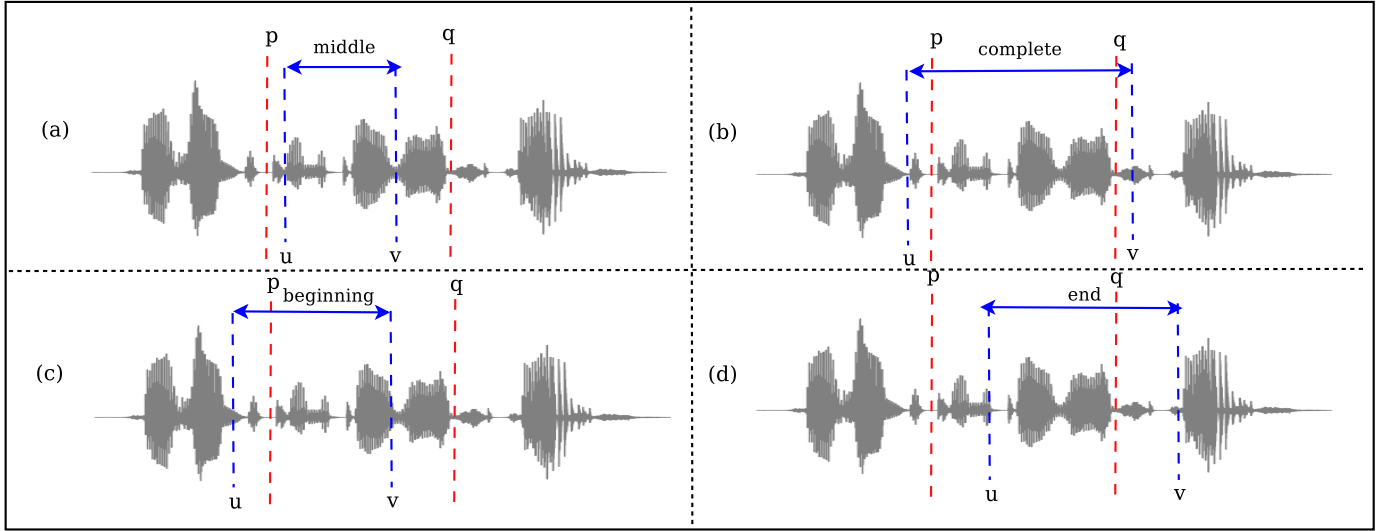 p
q
middle
(a)
u
v
p
q
complete
(b)
u
v
p
q
beginning
(c)
u
v
p
q
end
(d)
u
v